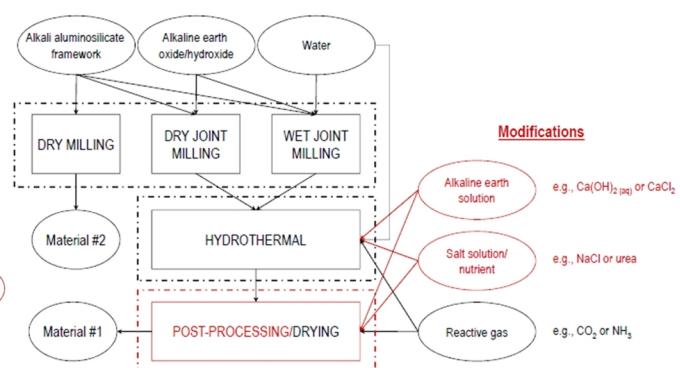 Alkali aluminosilicate
framework
Alkaline earth
oxide/hydroxide
Water
DRY MILLING
DRY JOINT
MILLING
WET JOINT
MILLING
Modifications
Alkaline earth
solution
e.g., Ca(OH)2 (aq) or CaCl2
Material #2
HYDROTHERMAL
Salt solution/
nutrient
e.g., NaCl or urea
Material #1
POST-PROCESSING/DRYING
Reactive gas
e.g., CO2 or NH3